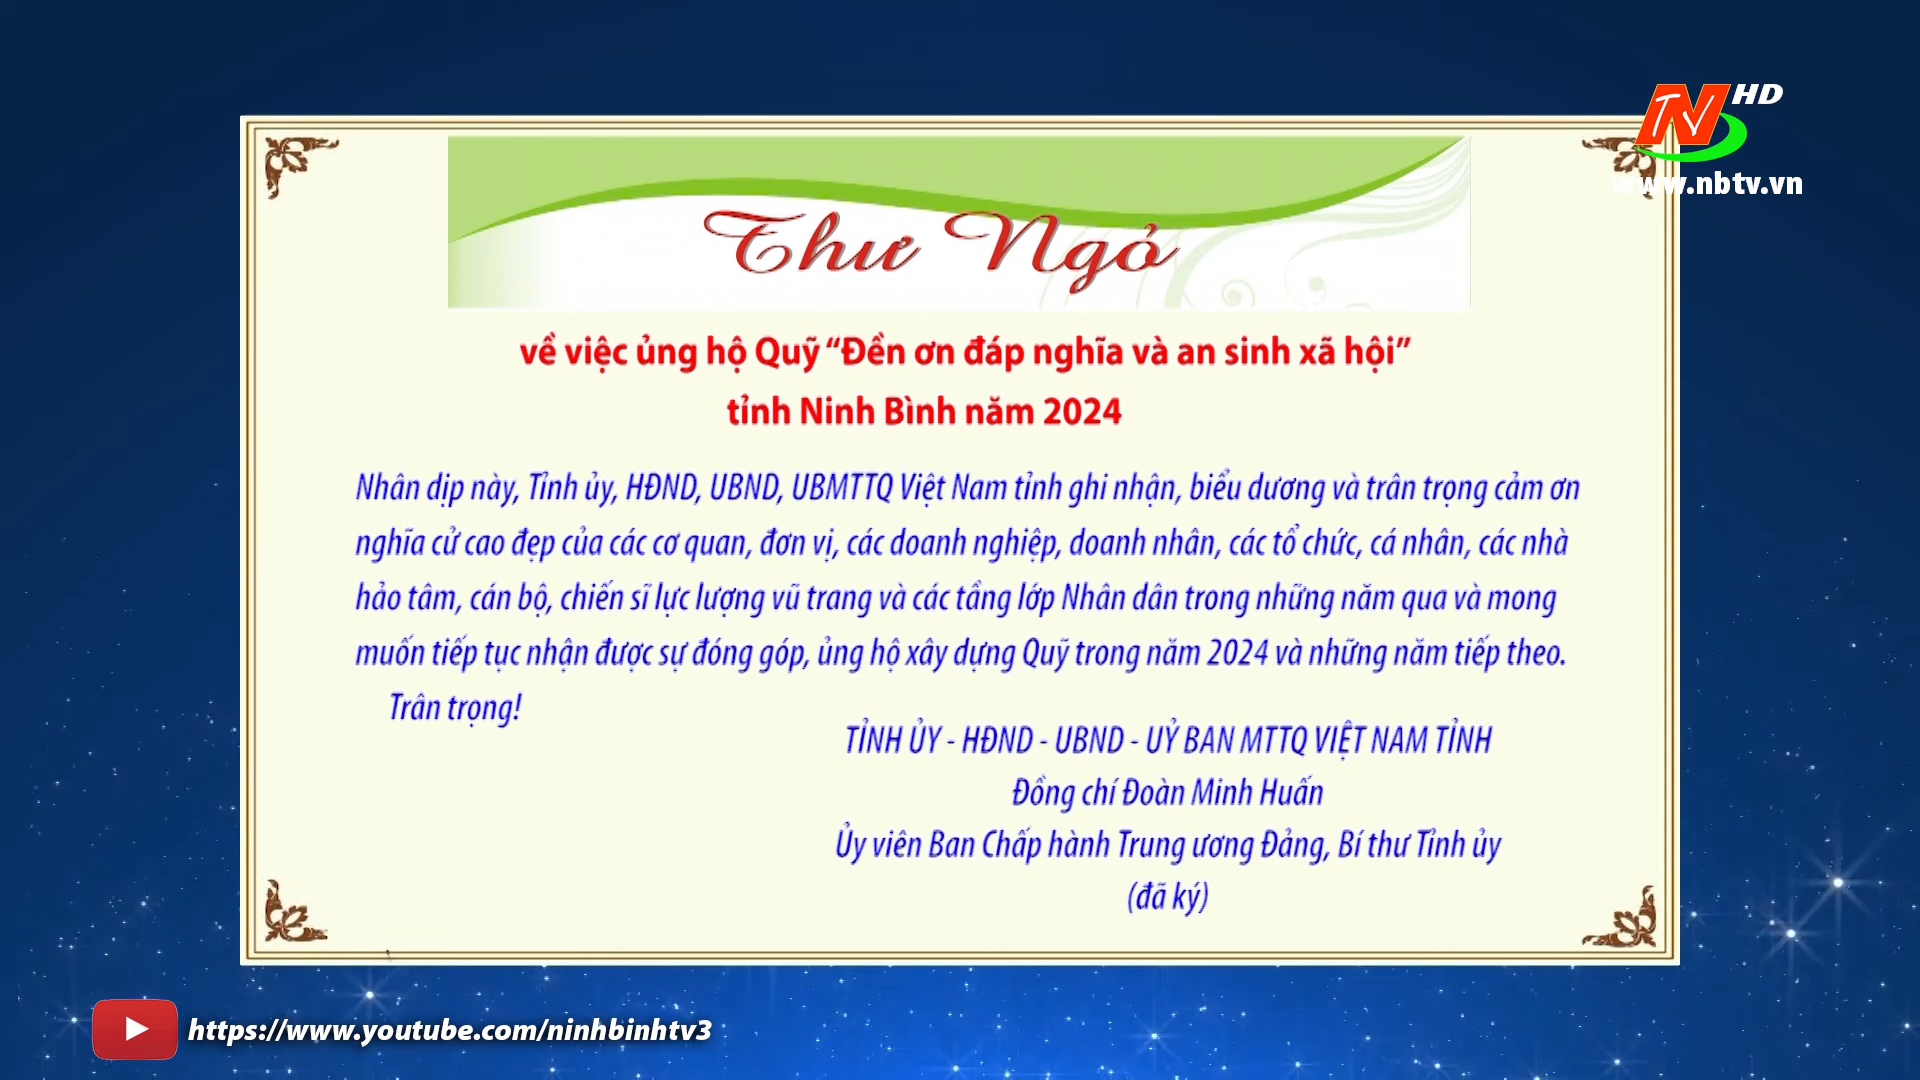 NTV HD
www.nbtv.vn
Thư Ngỏ
về việc ủng hộ Quỹ “Đền ơn đáp nghĩa và an sinh xã hội”
tỉnh Ninh Bình năm 2024
Nhân dịp này, Tỉnh ủy, HĐND, UBND, UBMTTQ Việt Nam tỉnh ghi nhận, biểu dương và trân trọng cảm ơn
nghĩa cử cao đẹp của các cơ quan, đơn vị, các doanh nghiệp, doanh nhân, các tổ chức, cá nhân, các nhà
hảo tâm, cán bộ, chiến sĩ lực lượng vũ trang và các tầng lớp Nhân dân trong những năm qua và mong
muốn tiếp tục nhận được sự đóng góp, ủng hộ xây dựng Quỹ trong năm 2024 và những năm tiếp theo.
Trân trọng!
TỈNH ỦY - HĐND - UBND - UỶ BAN MTTQ VIỆT NAM TỈNH
Đồng chí Đoàn Minh Huấn
Ủy viên Ban Chấp hành Trung ương Đảng, Bí thư Tỉnh ủy
(đã ký)
https://www.youtube.com/ninhbinhtv3